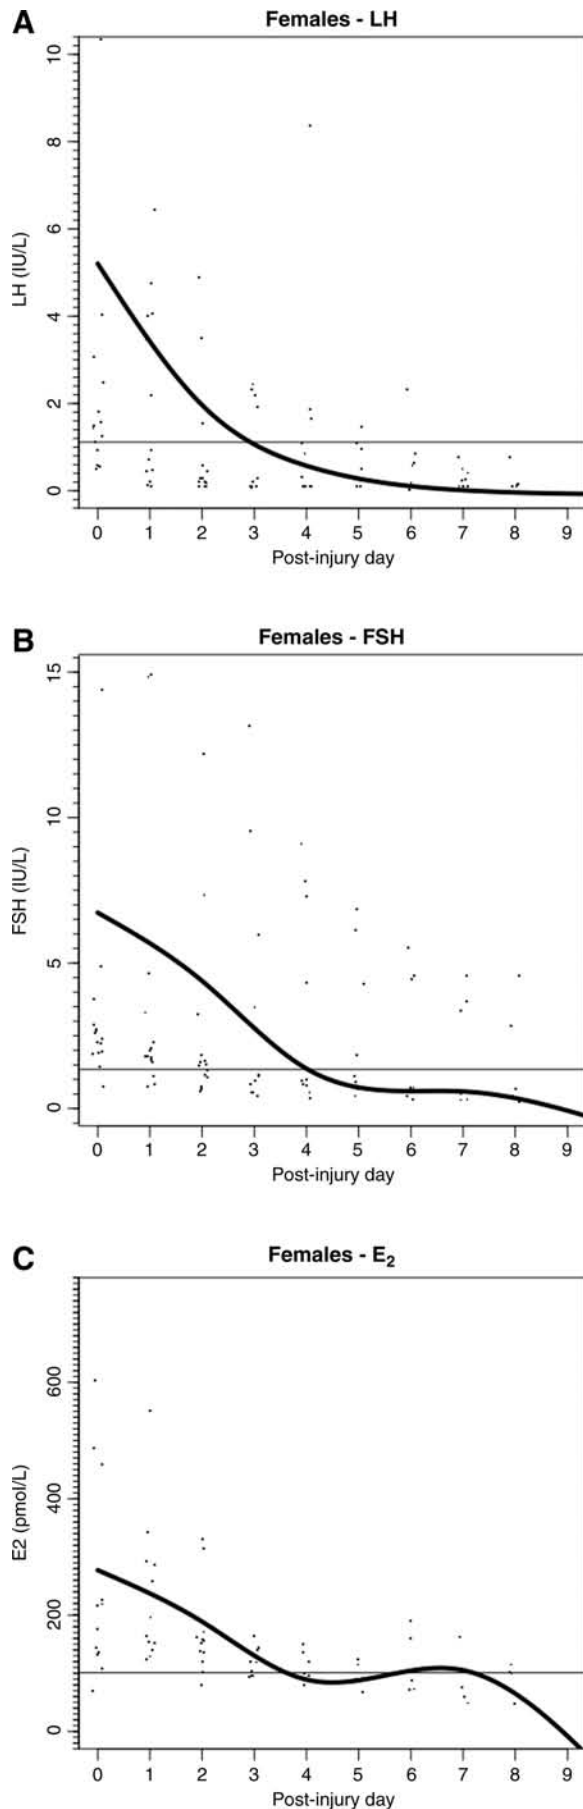 A
Females - LH
10
8
6
4
2
0
LH (IU/L)
0 1 2 3 4 5 6 7 8 9
Post-injury day
B
Females - FSH
15
10
5
0
FSH (IU/L)
0 1 2 3 4 5 6 7 8 9
Post-injury day
C
Females - E₂
600
400
200
0
E2 (pmol/L)
0 1 2 3 4 5 6 7 8 9
Post-injury day